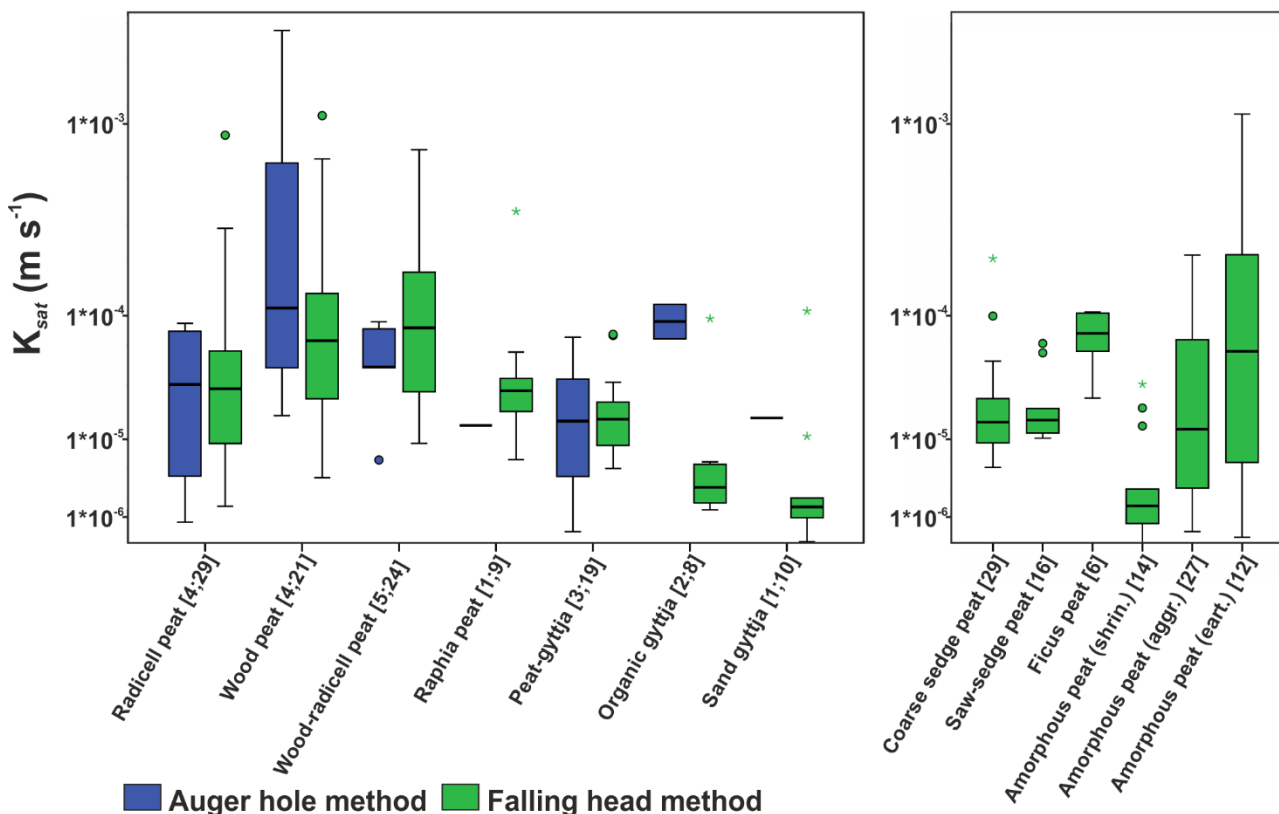 1*10-3
1*10-4
1*10-5
1*10-6
Ksat (m s-1)
Radicell peat [4;29]
Wood peat [4;21]
Wood-radicell peat [5;24]
Raphia peat [1;9]
Peat-gyttja [3;19]
Organic gyttja [2;8]
Sand gyttja [1;10]
1*10-3
1*10-4
1*10-5
1*10-6
Coarse sedge peat [29]
Saw-sedge peat [16]
Ficus peat [6]
Amorphous peat (shrin.) [14]
Amorphous peat (aggr.) [27]
Amorphous peat (eart.) [12]
Auger hole method
Falling head method